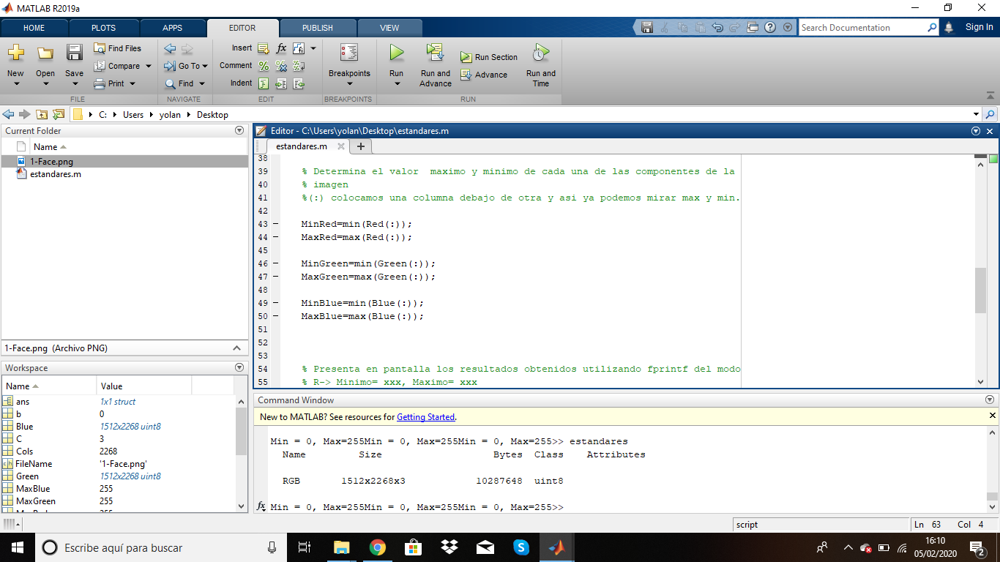 MATLAB R2019a
HOME PLOTS APPS EDITOR PUBLISH VIEW
Search Documentation
Sign In
New Open Save
Find Files
Compare
Print
FILE
Go To
Find
NAVIGATE
Insert
Comment
Indent
EDIT
Breakpoints
BREAKPOINTS
Run
Run and Advance
Run Section
Advance
Run and Time
RUN
C: Users yolan Desktop
Current Folder
Name
1-Face.png
estandares.m
1-Face.png (Archivo PNG)
Workspace
Name Value
ans 1x1 struct
b 0
Blue 1512x2268 uint8
C 3
Cols 2268
FileName '1-Face.png'
Green 1512x2268 uint8
MaxBlue 255
MaxGreen 255
Editor - C:\Users\yolan\Desktop\estandares.m
estandares.m
38
39 % Determina el valor  maximo y minimo de cada una de las componentes de la
40 % imagen
41 %(:) colocamos una columna debajo de otra y asi ya podemos mirar max y min.
42
43 MinRed=min(Red(:));
44 MaxRed=max(Red(:));
45
46 MinGreen=min(Green(:));
47 MaxGreen=max(Green(:));
48
49 MinBlue=min(Blue(:));
50 MaxBlue=max(Blue(:));
51
52
53
54 % Presenta en pantalla los resultados obtenidos utilizando fprintf del modo
55 % R-> Minimo= xxx, Maximo= xxx
Command Window
New to MATLAB? See resources for Getting Started.
Min = 0, Max=255Min = 0, Max=255Min = 0, Max=255>> estandares
Name Size Bytes Class Attributes
RGB 1512x2268x3 10287648 uint8
fx Min = 0, Max=255Min = 0, Max=255Min = 0, Max=255>>
script
Ln 63 Col 4
Escribe aquí para buscar
16:10
05/02/2020
2